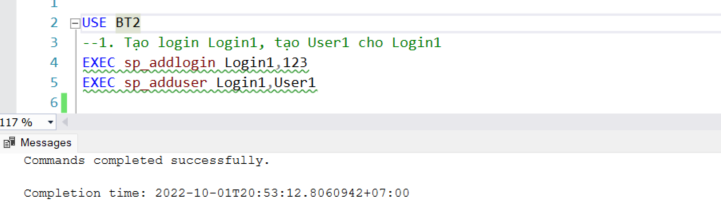 1
2 USE BT2
3 --1. Tạo login Login1, tạo User1 cho Login1
4 EXEC sp_addlogin Login1,123
5 EXEC sp_adduser Login1,User1
6
117 %
Messages
Commands completed successfully.
Completion time: 2022-10-01T20:53:12.8060942+07:00